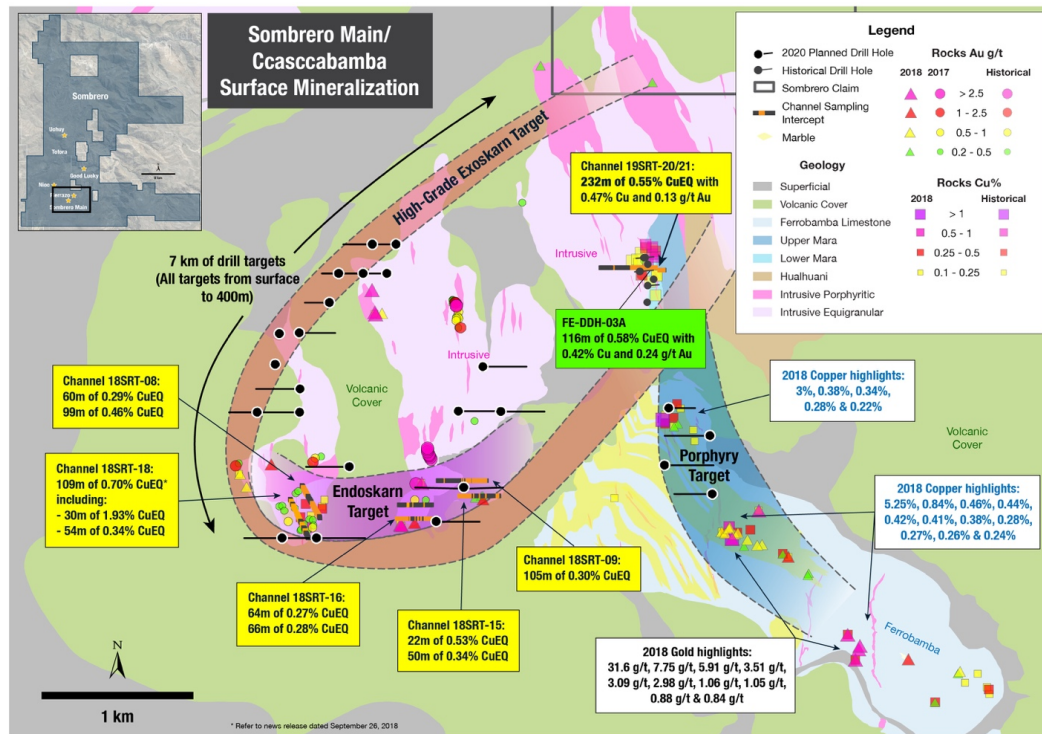 Sombrero Main/
Ccasccabamba
Surface Mineralization
Sombrero
Good Lucky
Sombrero Main
High-Grade Exoskarn Target
7 km of drill targets
(All targets from surface
to 400m)
Channel 19SRT-20/21:
232m of 0.55% CuEQ with
0.47% Cu and 0.13 g/t Au
Intrusive
FE-DDH-03A
116m of 0.58% CuEQ with
0.42% Cu and 0.24 g/t Au
Intrusive
Volcanic
Cover
Channel 18SRT-08:
60m of 0.29% CuEQ
99m of 0.46% CuEQ
Channel 18SRT-18:
109m of 0.70% CuEQ*
including:
- 30m of 1.93% CuEQ
- 54m of 0.34% CuEQ
Endoskarn
Target
Channel 18SRT-16:
64m of 0.27% CuEQ
66m of 0.28% CuEQ
Channel 18SRT-15:
22m of 0.53% CuEQ
50m of 0.34% CuEQ
Channel 18SRT-09:
105m of 0.30% CuEQ
Porphyry
Target
2018 Copper highlights:
3%, 0.38%, 0.34%,
0.28% & 0.22%
Volcanic
Cover
2018 Copper highlights:
5.25%, 0.84%, 0.46%, 0.44%,
0.42%, 0.41%, 0.38%, 0.28%,
0.27%, 0.26% & 0.24%
Ferrobamba
2018 Gold highlights:
31.6 g/t, 7.75 g/t, 5.91 g/t, 3.51 g/t,
3.09 g/t, 2.98 g/t, 1.06 g/t, 1.05 g/t,
0.88 g/t & 0.84 g/t
N
1 km
* Refer to news release dated September 26, 2018
Legend
2020 Planned Drill Hole
Historical Drill Hole
Sombrero Claim
Channel Sampling
Intercept
Marble
Geology
Superficial
Volcanic Cover
Ferrobamba Limestone
Upper Mara
Lower Mara
Hualhuani
Intrusive Porphyritic
Intrusive Equigranular
Rocks Au g/t
2018 2017 Historical
> 2.5
1 - 2.5
0.5 - 1
0.2 - 0.5
Rocks Cu%
2018 Historical
> 1
0.5 - 1
0.25 - 0.5
0.1 - 0.25